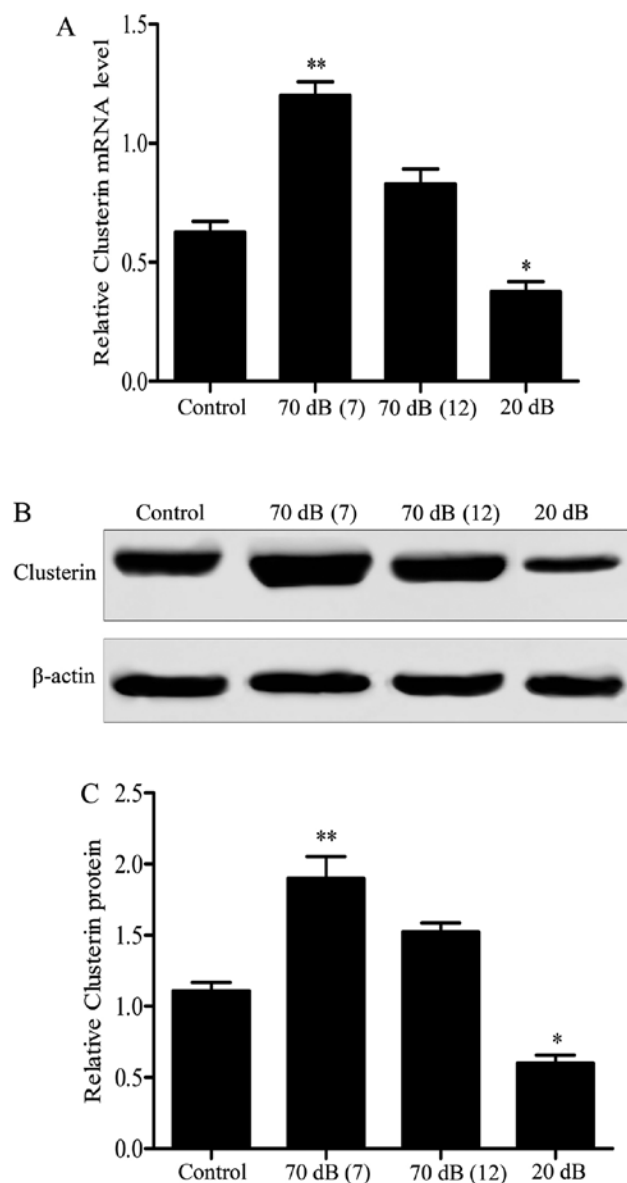 A
Relative Clusterin mRNA level
1.5
1.0
0.5
0.0
**
*
Control 70 dB (7) 70 dB (12) 20 dB
B
Control 70 dB (7) 70 dB (12) 20 dB
Clusterin
β-actin
C
Relative Clusterin protein
2.5
2.0
1.5
1.0
0.5
0.0
**
*
Control 70 dB (7) 70 dB (12) 20 dB